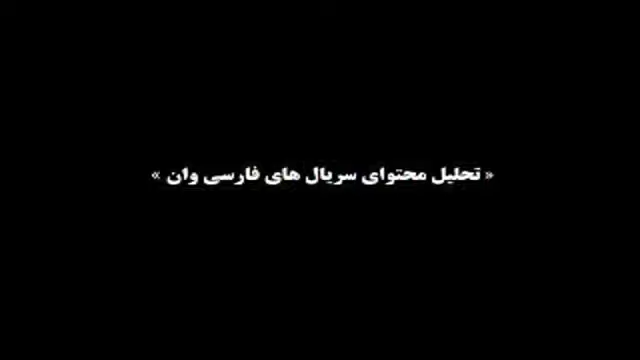 « تحلیل محتوای سریال های فارسی وان »